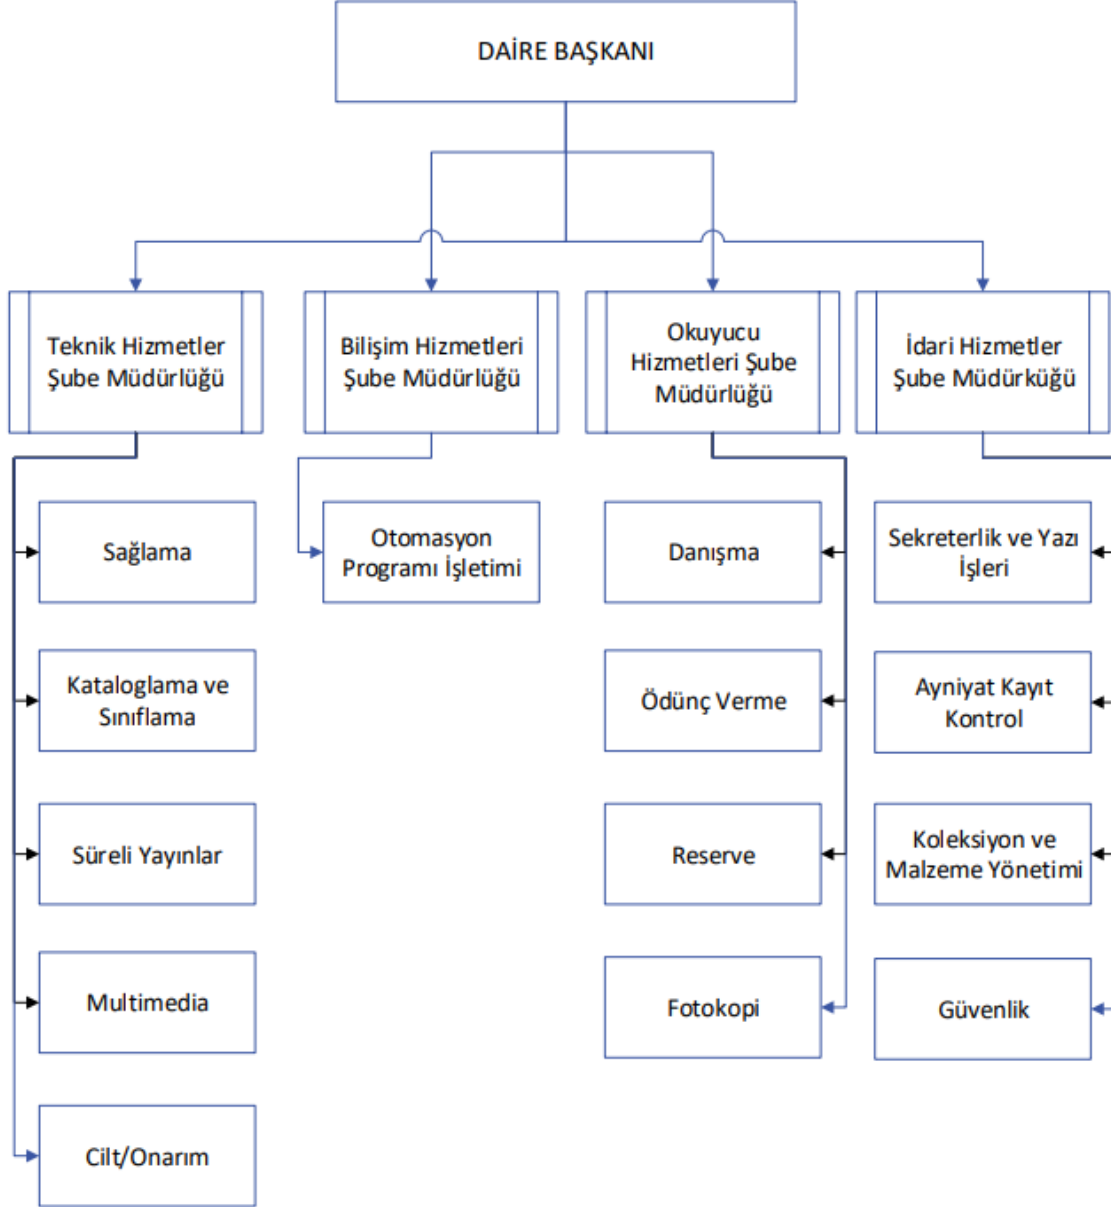 DAİRE BAŞKANI
Teknik Hizmetler
Şube Müdürlüğü
Bilişim Hizmetleri
Şube Müdürlüğü
Okuyucu
Hizmetleri Şube
Müdürlüğü
İdari Hizmetler
Şube Müdürküğü
Sağlama
Otomasyon
Programı İşletimi
Danışma
Sekreterlik ve Yazı
İşleri
Kataloglama ve
Sınıflama
Ödünç Verme
Ayniyat Kayıt
Kontrol
Süreli Yayınlar
Reserve
Koleksiyon ve
Malzeme Yönetimi
Multimedia
Fotokopi
Güvenlik
Cilt/Onarım